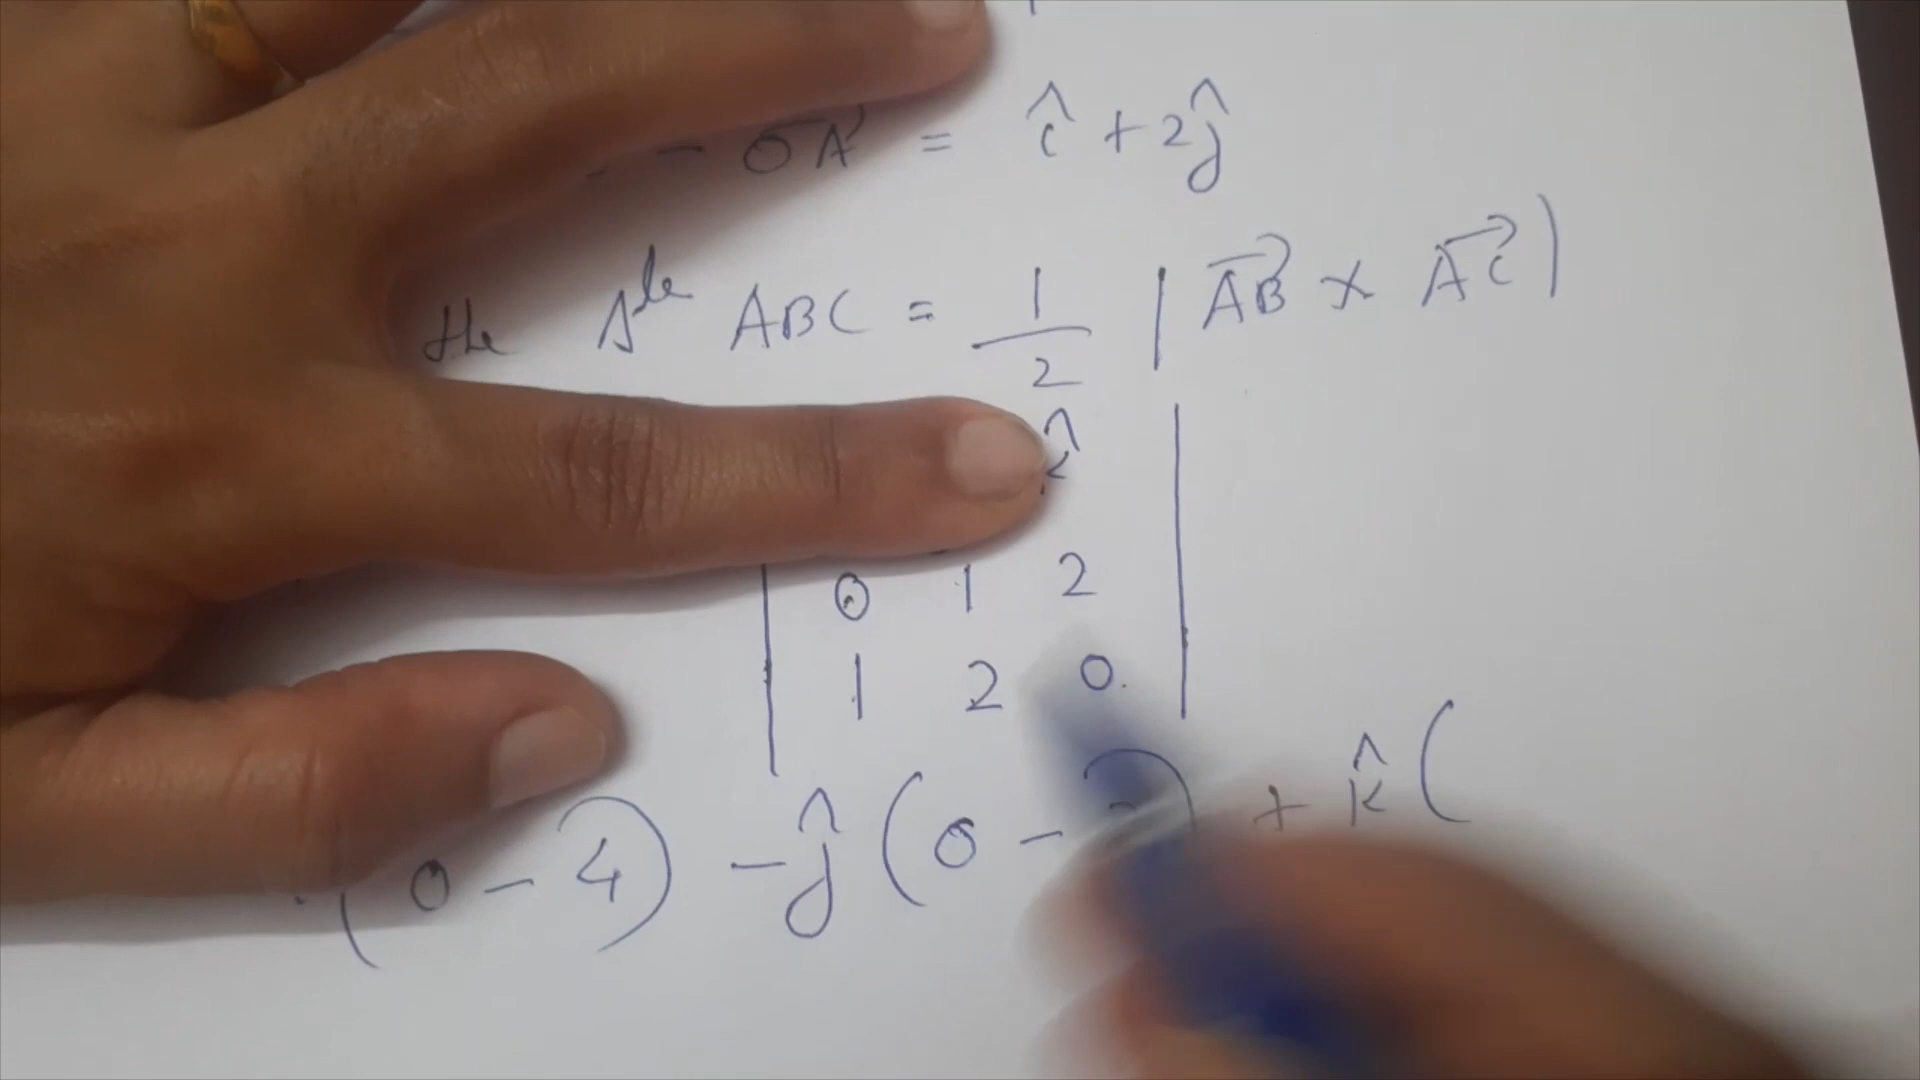 - OA = î + 2ĵ
the Δle ABC = 1/2 | AB × AC |
k̂
0 1 2
1 2 0
(0 - 4) - ĵ (0 - ) + k̂ (